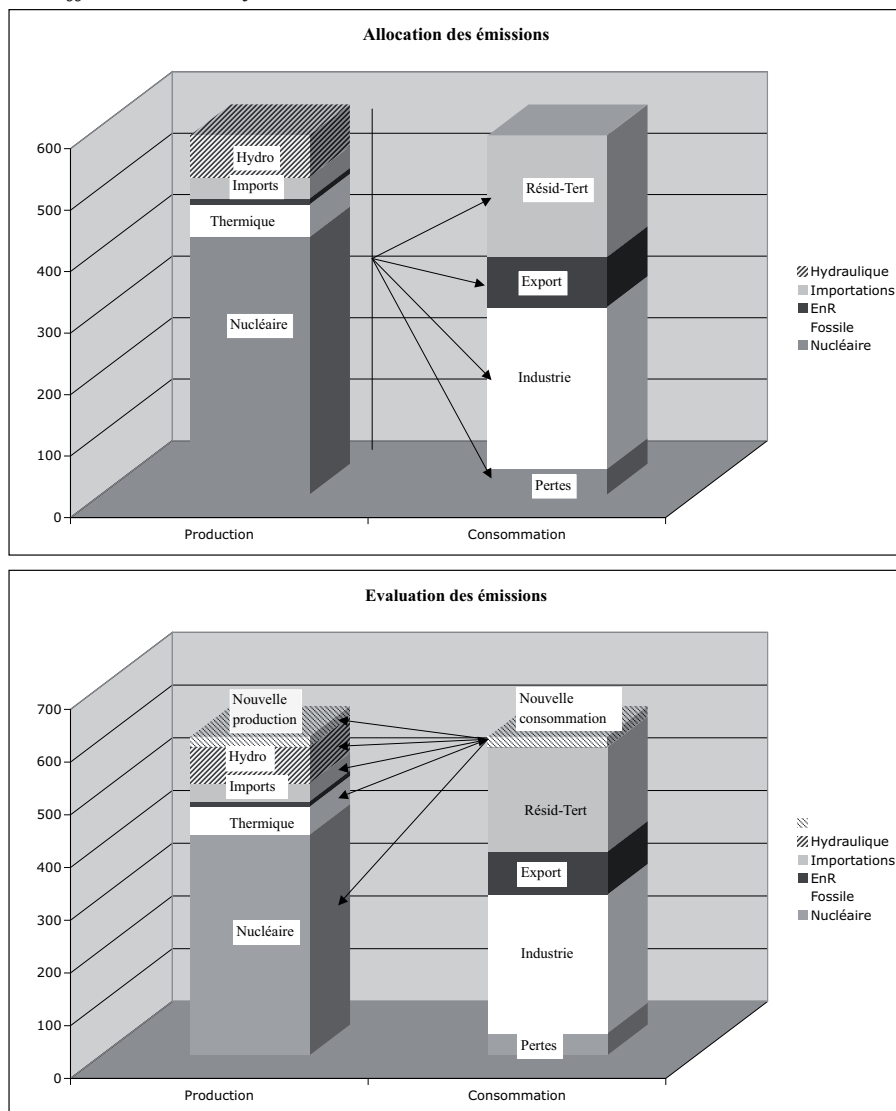 Allocation des émissions
600
500
400
300
200
100
0
Hydro
Imports
Thermique
Nucléaire
Résid-Tert
Export
Industrie
Pertes
Production
Consommation
Hydraulique
Importations
EnR
Fossile
Nucléaire
Evaluation des émissions
700
600
500
400
300
200
100
0
Nouvelle
production
Hydro
Imports
Thermique
Nucléaire
Nouvelle
consommation
Résid-Tert
Export
Industrie
Pertes
Production
Consommation
Hydraulique
Importations
EnR
Fossile
Nucléaire